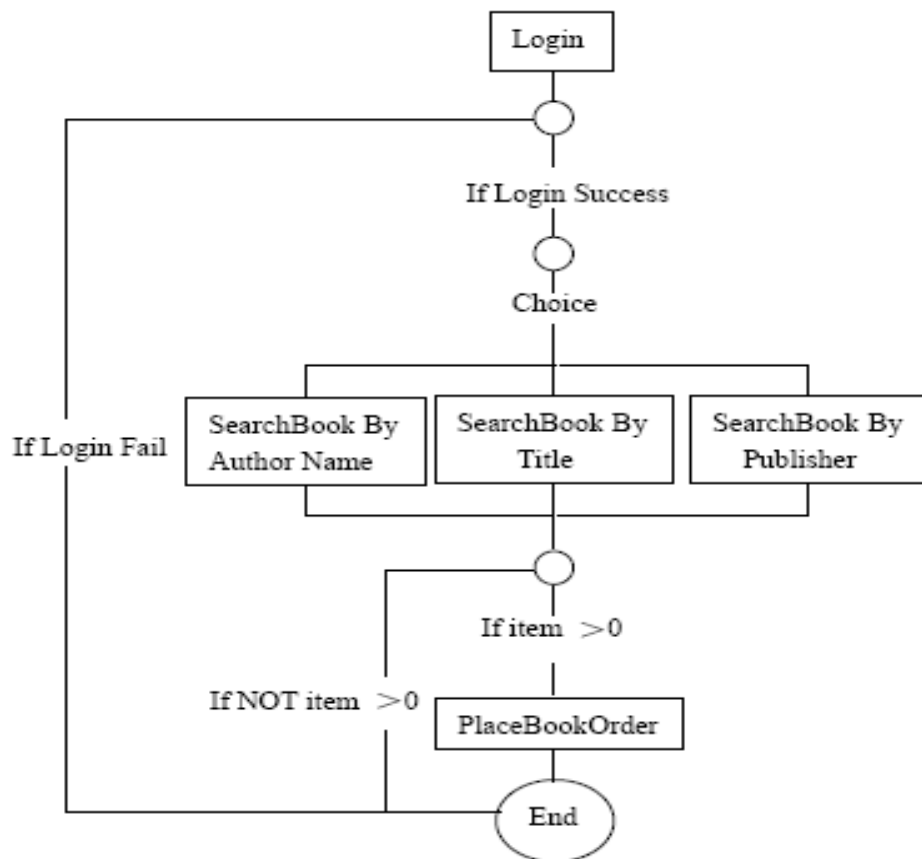 Login
If Login Success
Choice
SearchBook By
Author Name
SearchBook By
Title
SearchBook By
Publisher
If Login Fail
If item >0
If NOT item >0
PlaceBookOrder
End